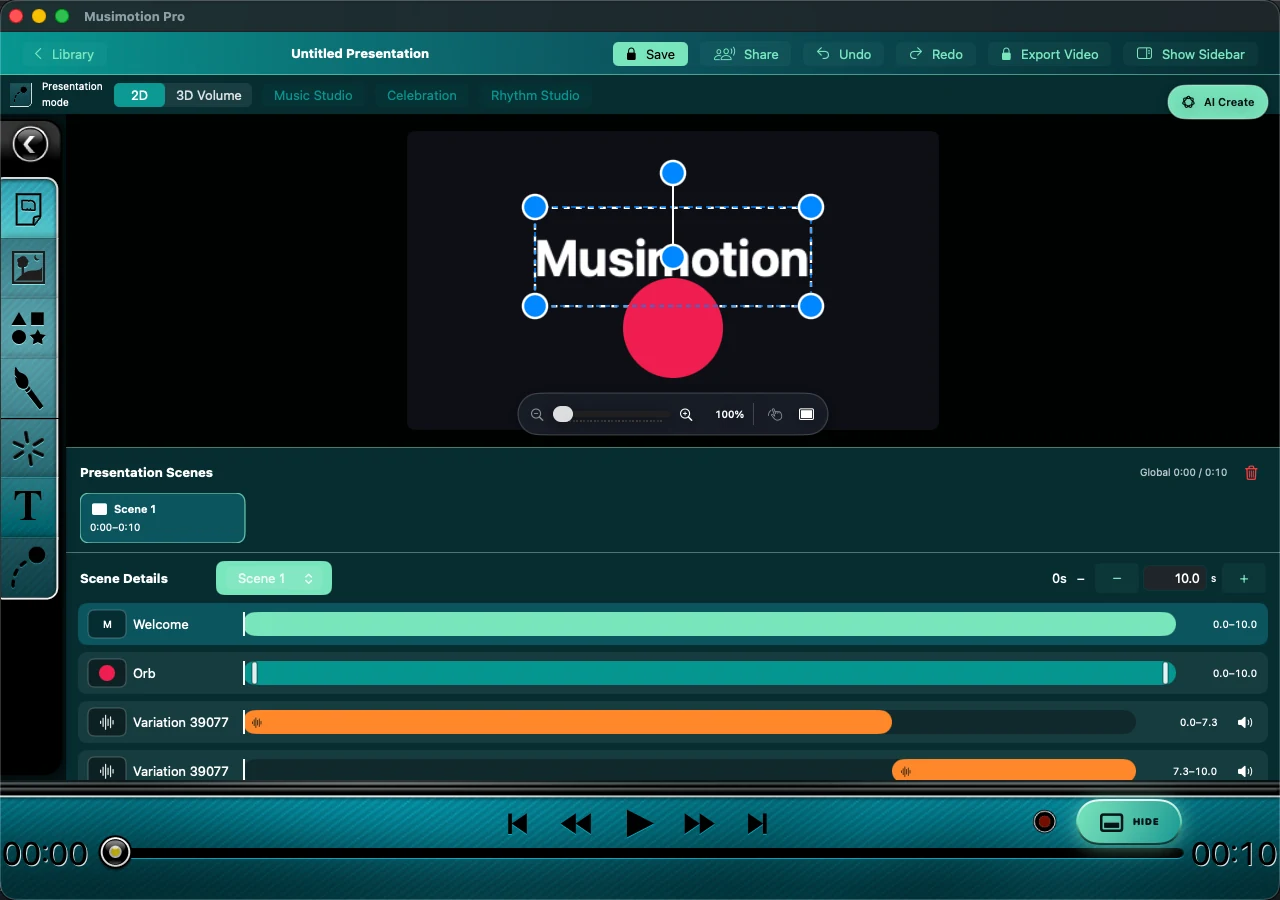 Musimotion Pro
Library
Untitled Presentation
Save
Share
Undo
Redo
Export Video
Show Sidebar
Presentation mode
2D
3D Volume
Music Studio
Celebration
Rhythm Studio
AI Create
Musimotion
100%
Presentation Scenes
Global 0:00 / 0:10
Scene 1
0:00–0:10
Scene Details
Scene 1
0s –
−
10.0 s
+
M
Welcome
0.0–10.0
Orb
0.0–10.0
Variation 39077
0.0–7.3
Variation 39077
7.3–10.0
HIDE
00:00
00:10
T